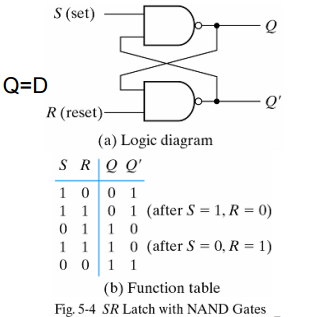 S (set)
Q
Q=D
Q'
R (reset)
(a) Logic diagram
S R Q Q'
1 0 0 1
1 1 0 1 (after S = 1, R = 0)
0 1 1 0
1 1 1 0 (after S = 0, R = 1)
0 0 1 1
(b) Function table
Fig. 5-4 SR Latch with NAND Gates